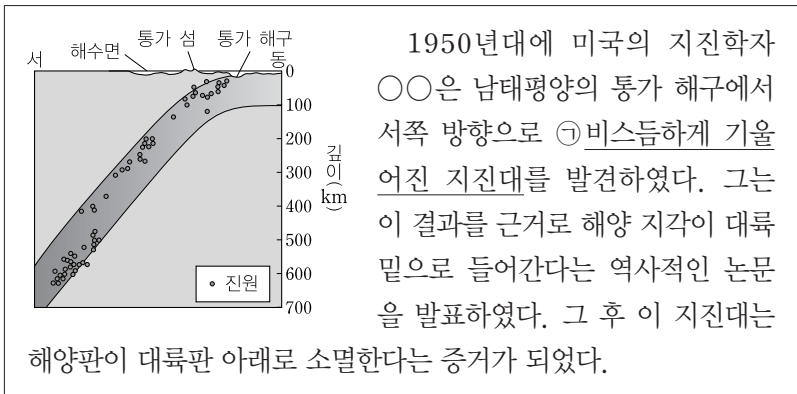 서 해수면 통가 섬 통가 해구 동
0
100
200
300
400
500
600
700
깊이(km)
진원
1950년대에 미국의 지진학자
○○은 남태평양의 통가 해구에서
서쪽 방향으로 ㉠비스듬하게 기울
어진 지진대를 발견하였다. 그는
이 결과를 근거로 해양 지각이 대륙
밑으로 들어간다는 역사적인 논문
을 발표하였다. 그 후 이 지진대는
해양판이 대륙판 아래로 소멸한다는 증거가 되었다.